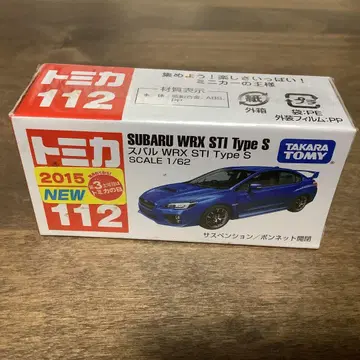 トミカ
112
集めよう!楽しさいっぱい!
ミニカーの王様
材質表示
紙
外箱
プラ
袋:PE
外装フィルム:PP
トミカ
2015
NEW
112
SUBARU WRX STI Type S
スバル WRX STI Type S
SCALE 1/62
TAKARA
TOMY
サスペンション/ボンネット開閉